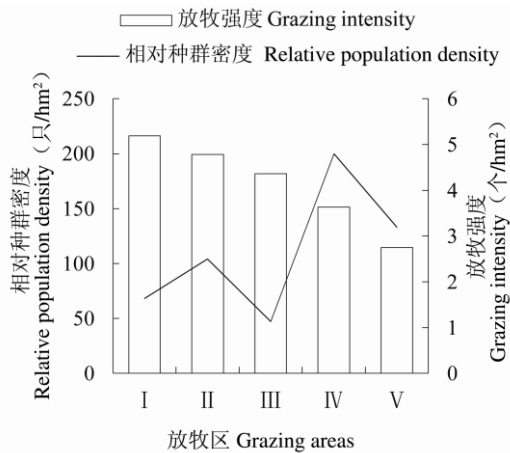 放牧强度 Grazing intensity
相对种群密度 Relative population density
250
200
150
100
50
0
相对种群密度
Relative population density（只/hm²）
6
5
4
3
2
1
0
放牧强度
Grazing intensity（个/hm²）
Ⅰ Ⅱ Ⅲ Ⅳ Ⅴ
放牧区 Grazing areas